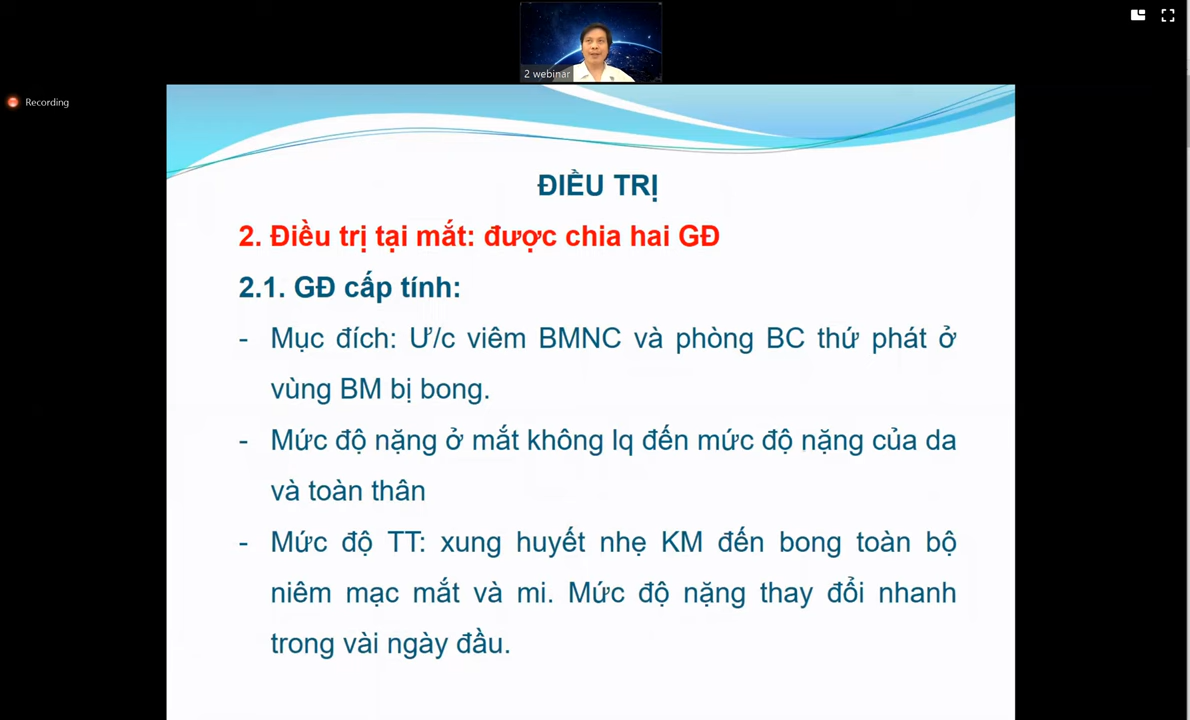 2 webinar
Recording
ĐIỀU TRỊ
2. Điều trị tại mắt: được chia hai GĐ
2.1. GĐ cấp tính:
- Mục đích: Ư/c viêm BMNC và phòng BC thứ phát ở
vùng BM bị bong.
- Mức độ nặng ở mắt không lq đến mức độ nặng của da
và toàn thân
- Mức độ TT: xung huyết nhẹ KM đến bong toàn bộ
niêm mạc mắt và mi. Mức độ nặng thay đổi nhanh
trong vài ngày đầu.